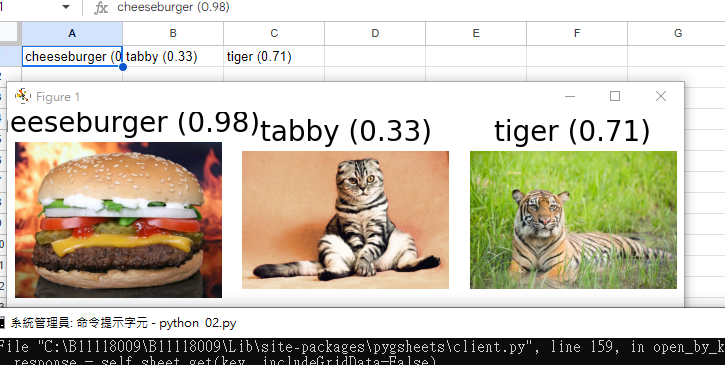 cheeseburger (0.98)
A B C D E F G
cheeseburger (0 tabby (0.33) tiger (0.71)
Figure 1
eeseburger (0.98) tabby (0.33) tiger (0.71)
系統管理員: 命令提示字元 - python 02.py
File "C:\B11118009\B11118009\Lib\site-packages\pygsheets\client.py", line 159, in open_by_k
response = self.sheet.get(key, includeGridData=False)